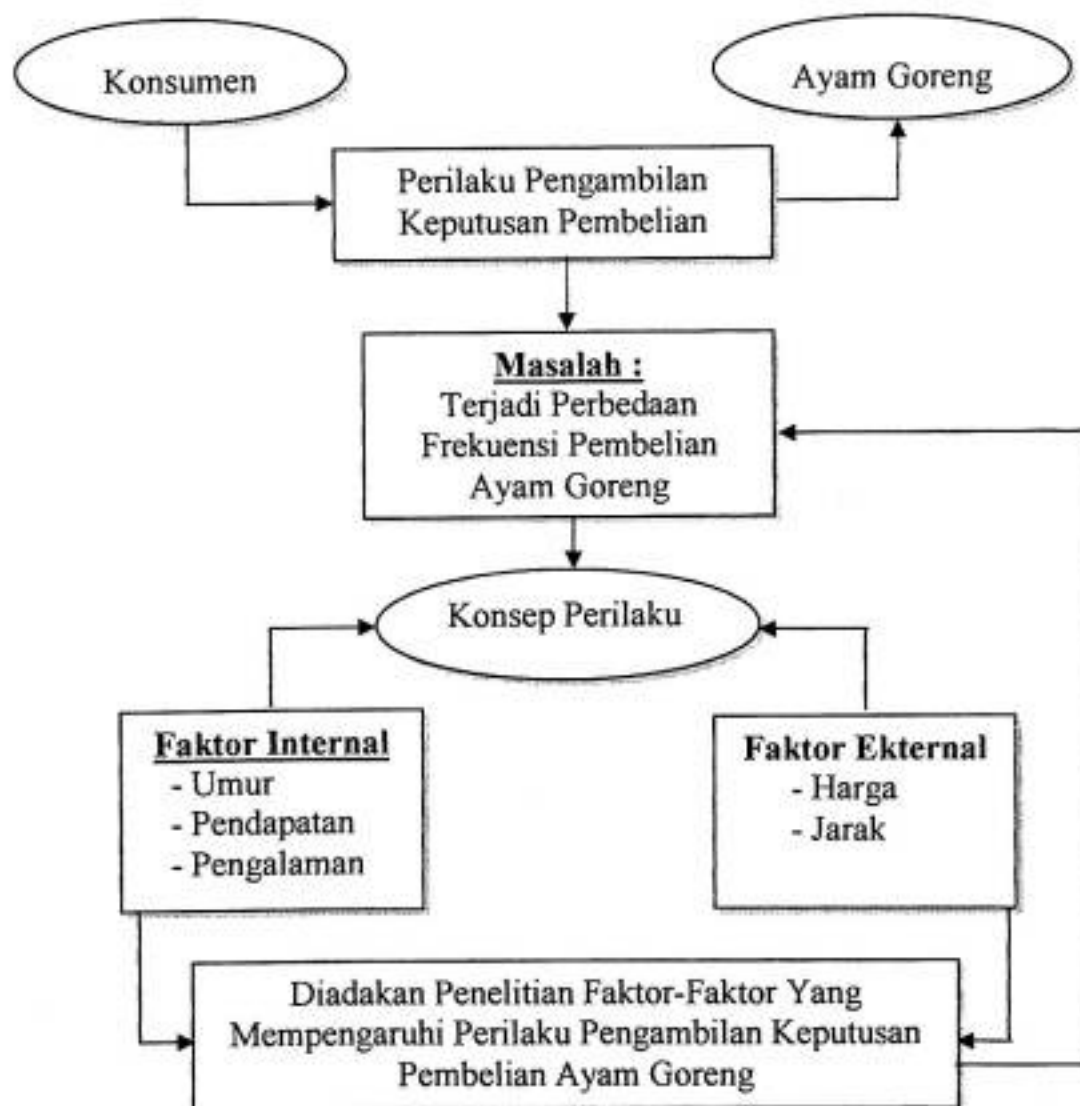 Konsumen
Ayam Goreng
Perilaku Pengambilan
Keputusan Pembelian
Masalah :
Terjadi Perbedaan
Frekuensi Pembelian
Ayam Goreng
Konsep Perilaku
Faktor Internal
- Umur
- Pendapatan
- Pengalaman
Faktor Ekternal
- Harga
- Jarak
Diadakan Penelitian Faktor-Faktor Yang
Mempengaruhi Perilaku Pengambilan Keputusan
Pembelian Ayam Goreng